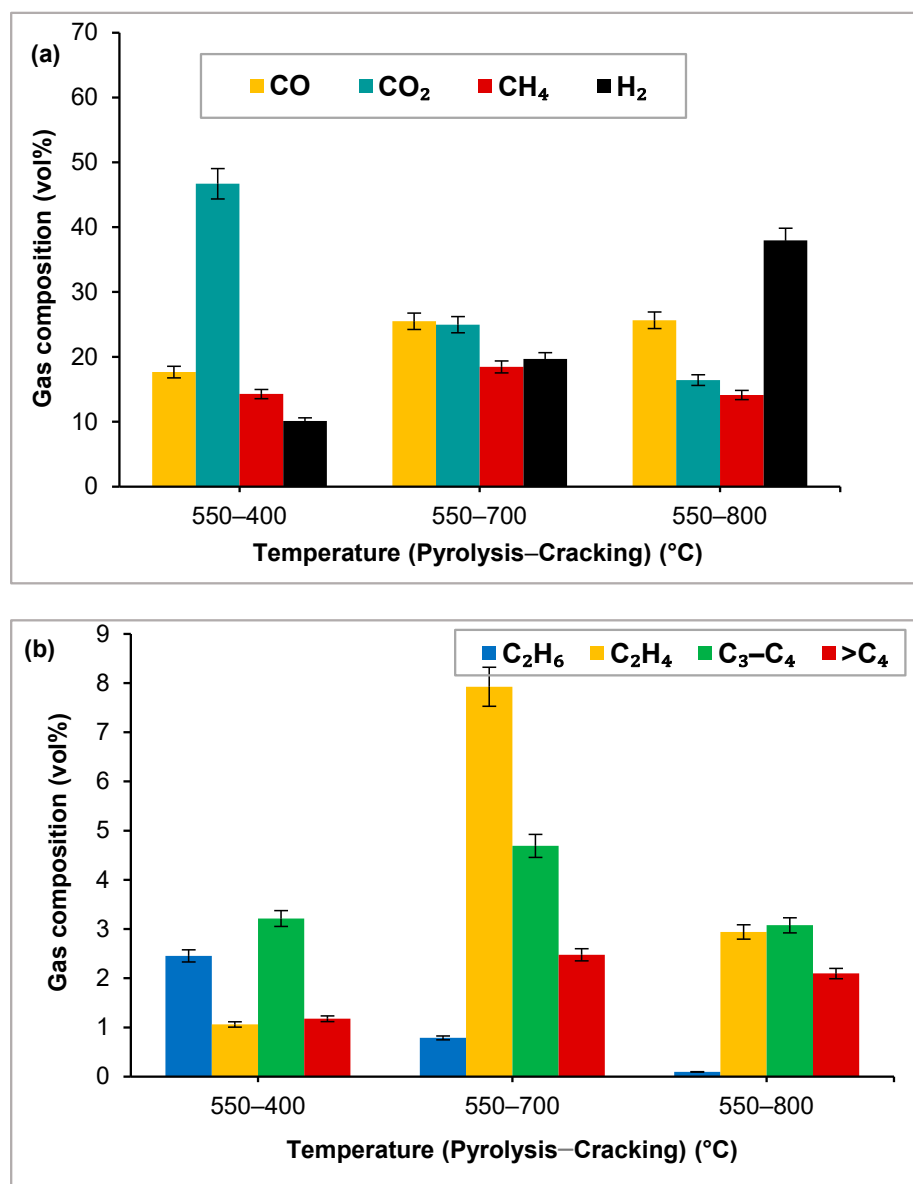 (a)
CO CO₂ CH₄ H₂
70
60
50
40
30
20
10
0
Gas composition (vol%)
550–400 550–700 550–800
Temperature (Pyrolysis–Cracking) (°C)
(b)
C₂H₆ C₂H₄ C₃–C₄ >C₄
9
8
7
6
5
4
3
2
1
0
Gas composition (vol%)
550–400 550–700 550–800
Temperature (Pyrolysis–Cracking) (°C)